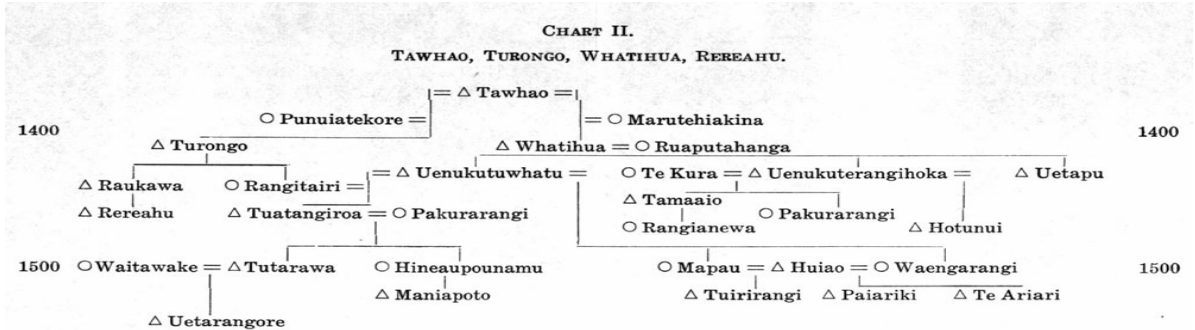 CHART II.
TAWHAO, TURONGO, WHATIHUA, REREAHU.
= △ Tawhao =
○ Punuiatekore = = ○ Marutehiakina
1400 1400
△ Turongo △ Whatihua = ○ Ruaputahanga
= △ Uenukutuwhatu = ○ Te Kura = △ Uenukuterangihoka = △ Uetapu
△ Raukawa ○ Rangitairi =
△ Tamaaio
△ Rereahu △ Tuatangiroa = ○ Pakurarangi ○ Pakurarangi
○ Rangianewa △ Hotunui
1500 ○ Waitawake = △ Tutarawa ○ Hineaupounamu ○ Mapau = △ Huiao = ○ Waengarangi 1500
△ Maniapoto △ Tuirirangi △ Paiariki △ Te Ariari
△ Uetarangore